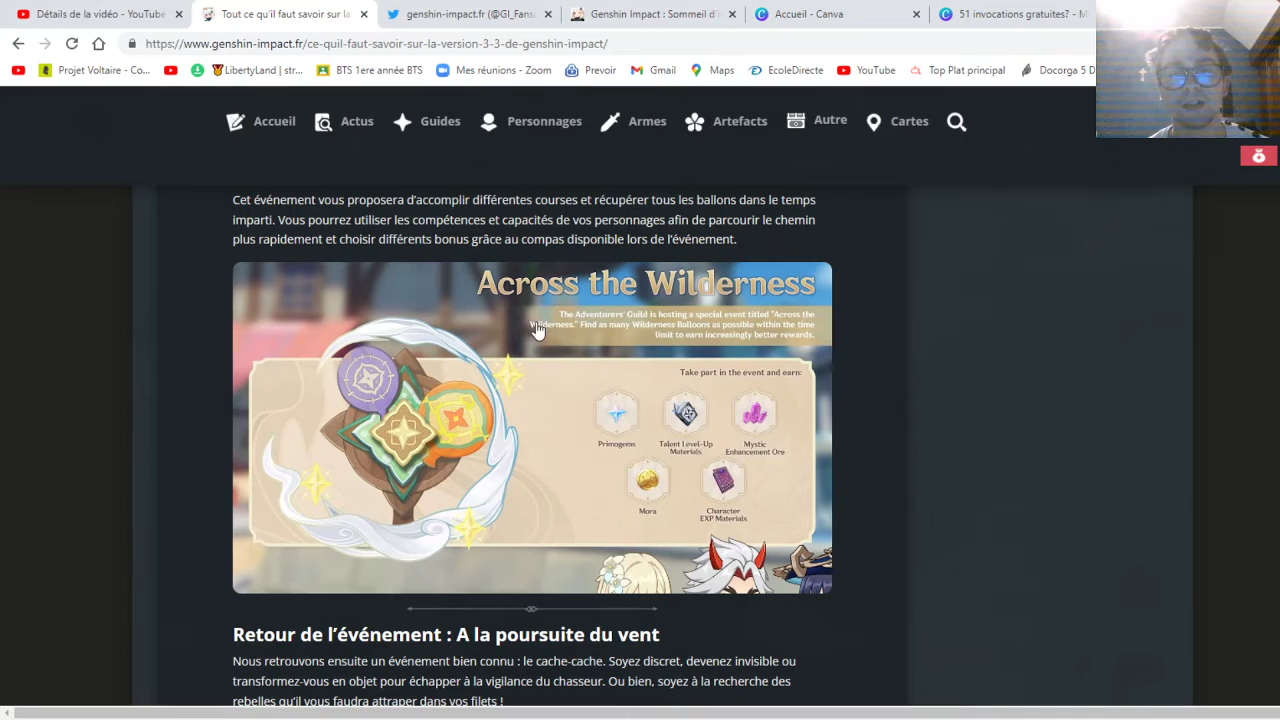 Détails de la vidéo - YouTube
Tout ce qu'il faut savoir sur la
genshin-impact.fr (@GI_Fansi
Genshin Impact : Sommeil d'
Accueil - Canva
51 invocations gratuites? - M
https://www.genshin-impact.fr/ce-quil-faut-savoir-sur-la-version-3-3-de-genshin-impact/
Projet Voltaire - Co...
LibertyLand | str...
BTS 1ere année BTS
Mes réunions - Zoom
Prevoir
Gmail
Maps
EcoleDirecte
YouTube
Top Plat principal
Docorga 5 D
Accueil
Actus
Guides
Personnages
Armes
Artefacts
Autre
Cartes
Cet événement vous proposera d'accomplir différentes courses et récupérer tous les ballons dans le temps
imparti. Vous pourrez utiliser les compétences et capacités de vos personnages afin de parcourir le chemin
plus rapidement et choisir différents bonus grâce au compas disponible lors de l'événement.
Across the Wilderness
The Adventurers' Guild is hosting a special event titled "Across the
Wilderness." Find as many Wilderness Balloons as possible within the time
limit to earn increasingly better rewards.
Take part in the event and earn:
Primogems
Talent Level-Up
Materials
Mystic
Enhancement Ore
Mora
Character
EXP Materials
Retour de l'événement : A la poursuite du vent
Nous retrouvons ensuite un événement bien connu : le cache-cache. Soyez discret, devenez invisible ou
transformez-vous en objet pour échapper à la vigilance du chasseur. Ou bien, soyez à la recherche des
rebelles qu'il vous faudra attraper dans vos filets !